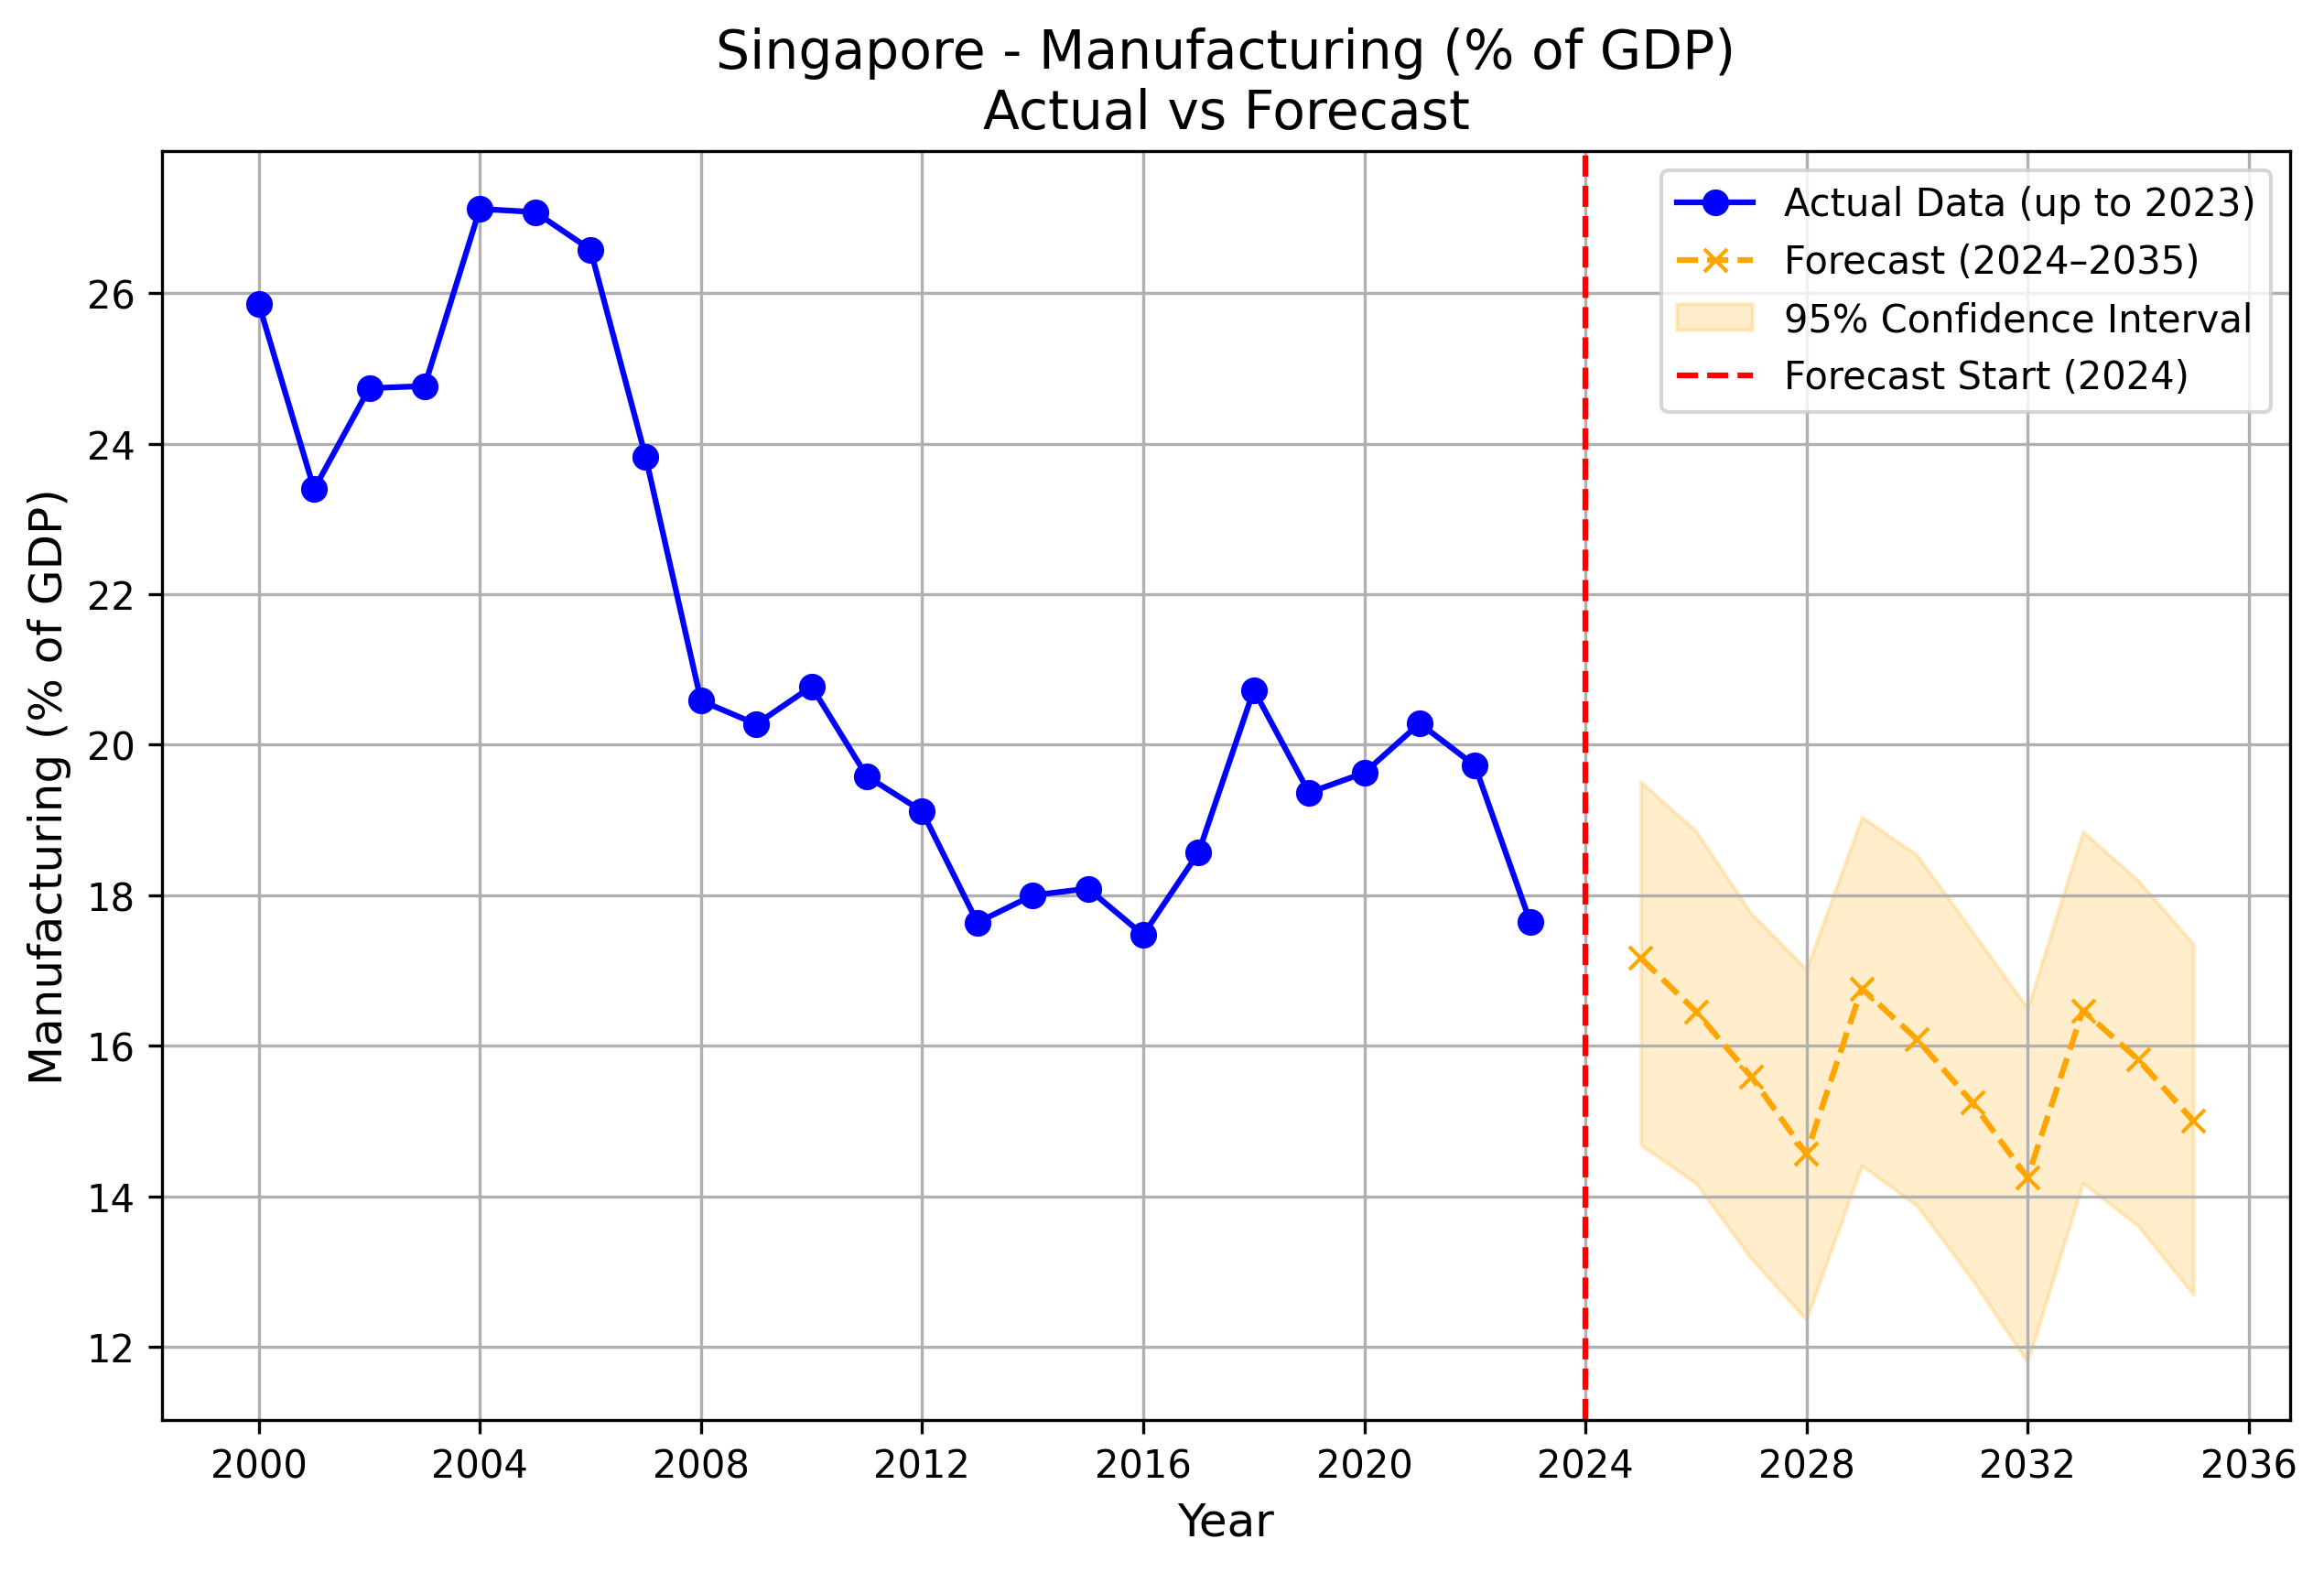 Singapore - Manufacturing (% of GDP)
Actual vs Forecast
Actual Data (up to 2023)
Forecast (2024–2035)
95% Confidence Interval
Forecast Start (2024)
Manufacturing (% of GDP)
26
24
22
20
18
16
14
12
2000 2004 2008 2012 2016 2020 2024 2028 2032 2036
Year